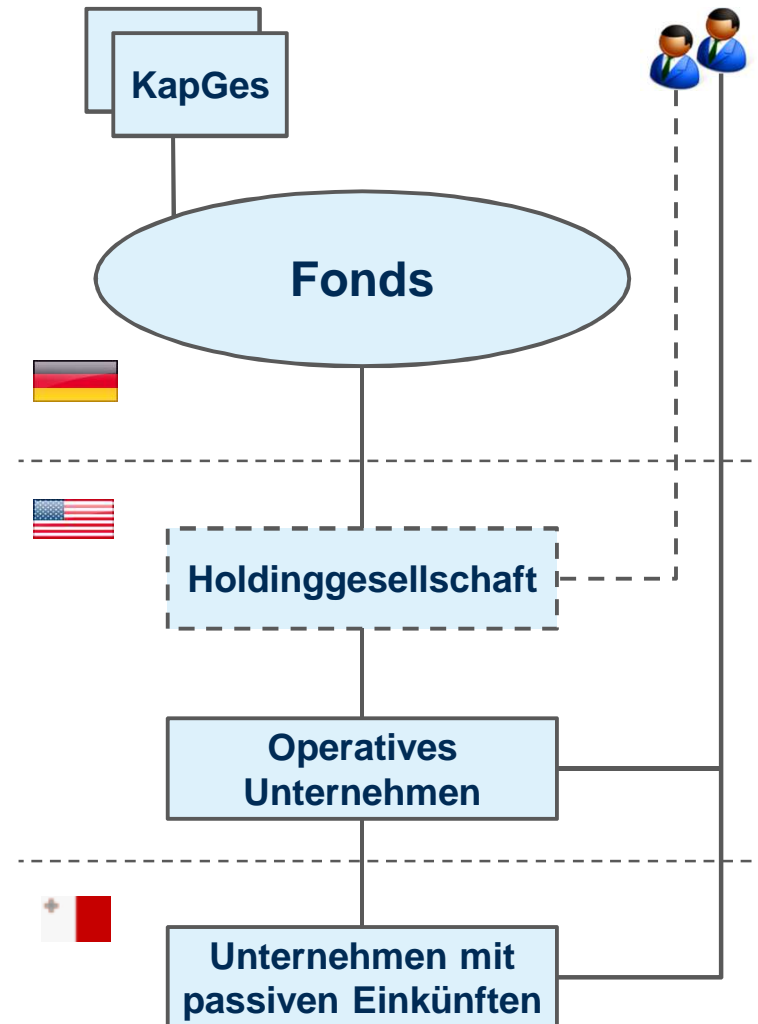 KapGes
Fonds
Holdinggesellschaft
Operatives
Unternehmen
Unternehmen mit
passiven Einkünften